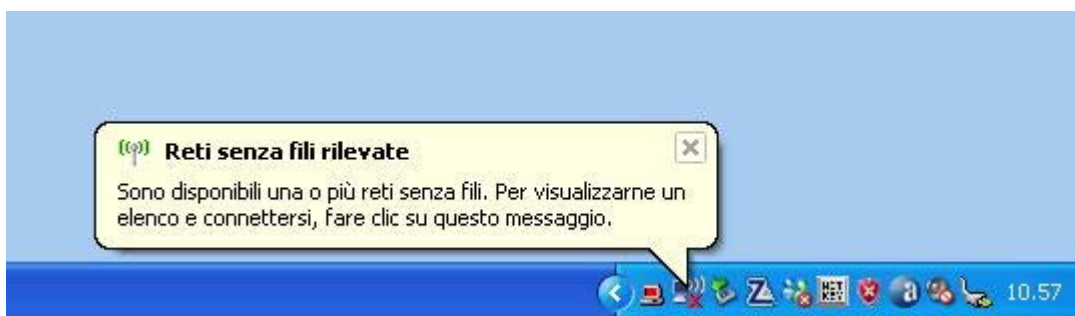 Reti senza fili rilevate
Sono disponibili una o più reti senza fili. Per visualizzarne un
elenco e connettersi, fare clic su questo messaggio.
10.57